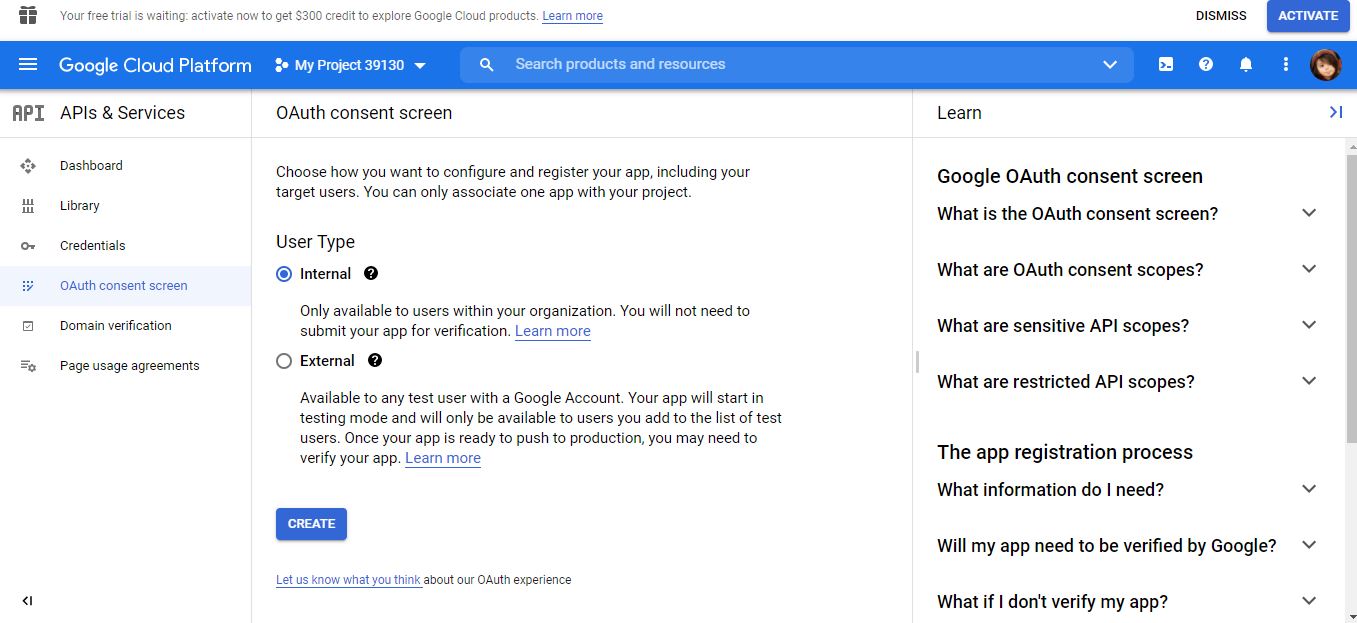 Your free trial is waiting: activate now to get $300 credit to explore Google Cloud products. Learn more
DISMISS
ACTIVATE
Google Cloud Platform
My Project 39130
Search products and resources
API
APIs & Services
Dashboard
Library
Credentials
OAuth consent screen
Domain verification
Page usage agreements
OAuth consent screen
Choose how you want to configure and register your app, including your
target users. You can only associate one app with your project.
User Type
Internal
Only available to users within your organization. You will not need to
submit your app for verification. Learn more
External
Available to any test user with a Google Account. Your app will start in
testing mode and will only be available to users you add to the list of test
users. Once your app is ready to push to production, you may need to
verify your app. Learn more
CREATE
Let us know what you think about our OAuth experience
Learn
Google OAuth consent screen
What is the OAuth consent screen?
What are OAuth consent scopes?
What are sensitive API scopes?
What are restricted API scopes?
The app registration process
What information do I need?
Will my app need to be verified by Google?
What if I don't verify my app?